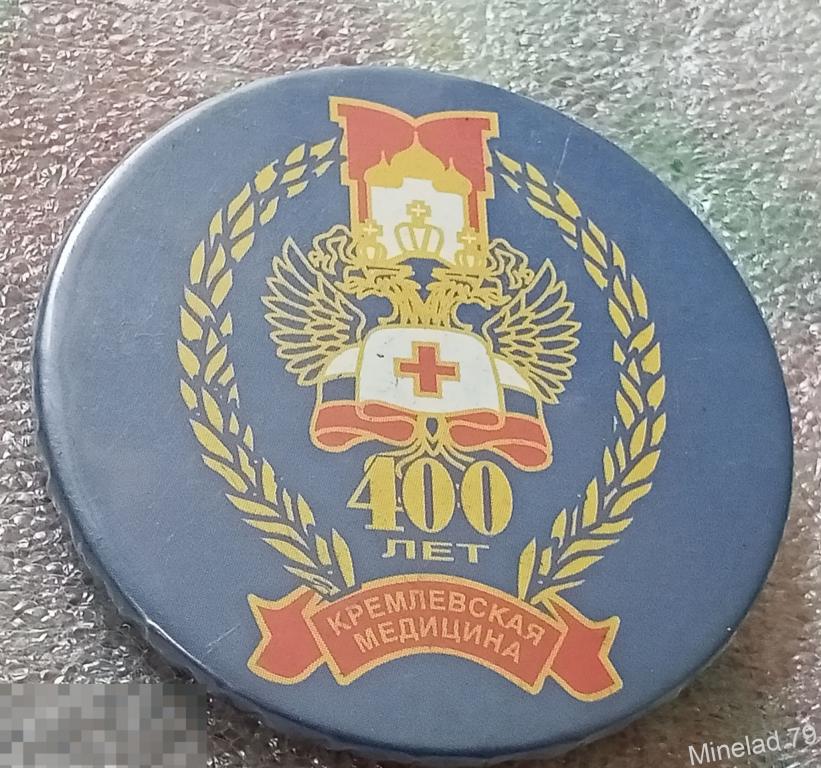 400
ЛЕТ
КРЕМЛЕВСКАЯ
МЕДИЦИНА
Minelad 79